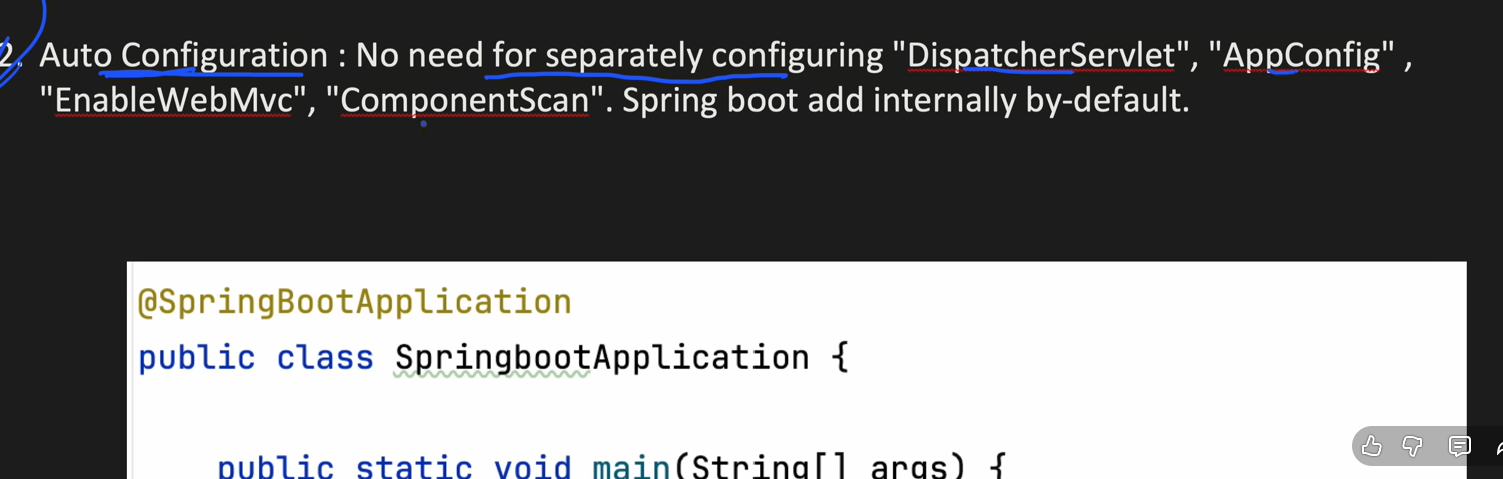 2. Auto Configuration : No need for separately configuring "DispatcherServlet", "AppConfig" ,
"EnableWebMvc", "ComponentScan". Spring boot add internally by-default.
@SpringBootApplication
public class SpringbootApplication {
public static void main(String[] args) {